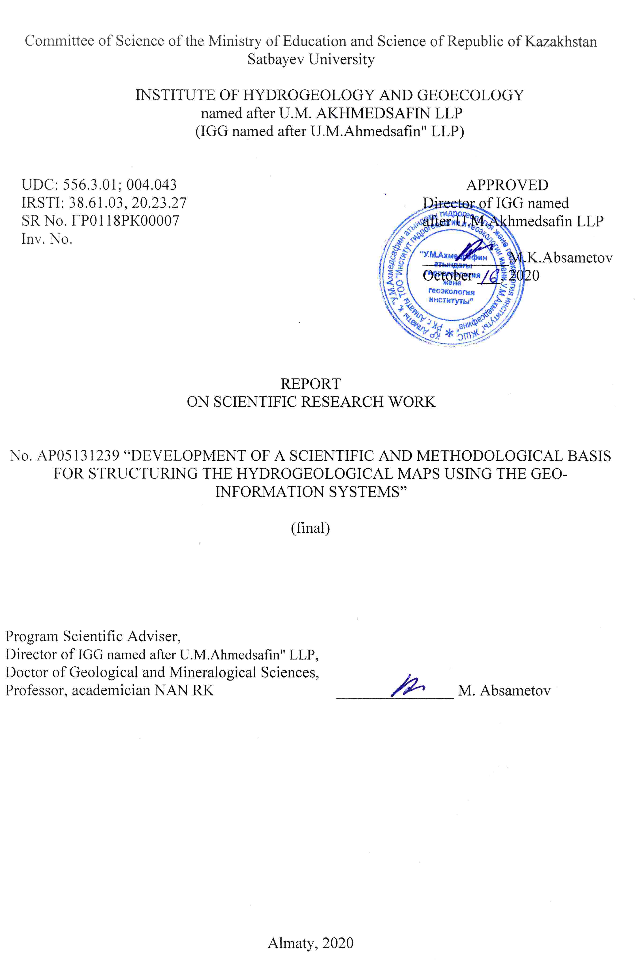 Committee of Science of the Ministry of Education and Science of Republic of Kazakhstan
Satbayev University
INSTITUTE OF HYDROGEOLOGY AND GEOECOLOGY
named after U.M. AKHMEDSAFIN LLP
(IGG named after U.M.Ahmedsafin" LLP)
UDC: 556.3.01; 004.043
IRSTI: 38.61.03, 20.23.27
SR No. ГР0118РК00007
Inv. No.
APPROVED
Director of IGG named
after U.M.Akhmedsafin LLP
M.K.Absametov
October 16 2020
"У.М.Ахмедсафин
атындағы
гидрогеология
және
геоэкология
институты"
REPORT
ON SCIENTIFIC RESEARCH WORK
No. AP05131239 “DEVELOPMENT OF A SCIENTIFIC AND METHODOLOGICAL BASIS
FOR STRUCTURING THE HYDROGEOLOGICAL MAPS USING THE GEO-
INFORMATION SYSTEMS”
(final)
Program Scientific Adviser,
Director of IGG named after U.M.Ahmedsafin" LLP,
Doctor of Geological and Mineralogical Sciences,
Professor, academician NAN RK
M. Absametov
Almaty, 2020